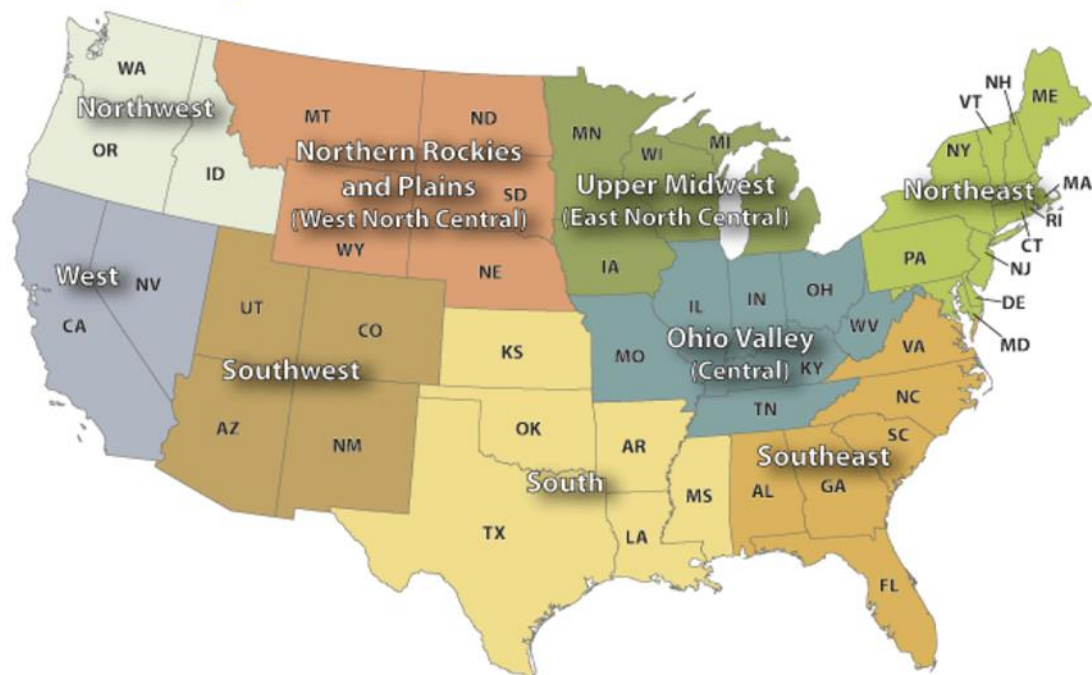 WA
Northwest
OR
ID
MT
ND
Northern Rockies
and Plains
(West North Central)
SD
WY
NE
MN
WI
MI
Upper Midwest
(East North Central)
IA
NH
VT
ME
NY
Northeast
MA
RI
CT
PA
NJ
DE
MD
West
NV
CA
UT
CO
Southwest
AZ
NM
KS
OK
AR
South
TX
LA
MS
IL
IN
OH
WV
Ohio Valley
(Central)
MO
KY
TN
VA
NC
SC
Southeast
AL
GA
FL